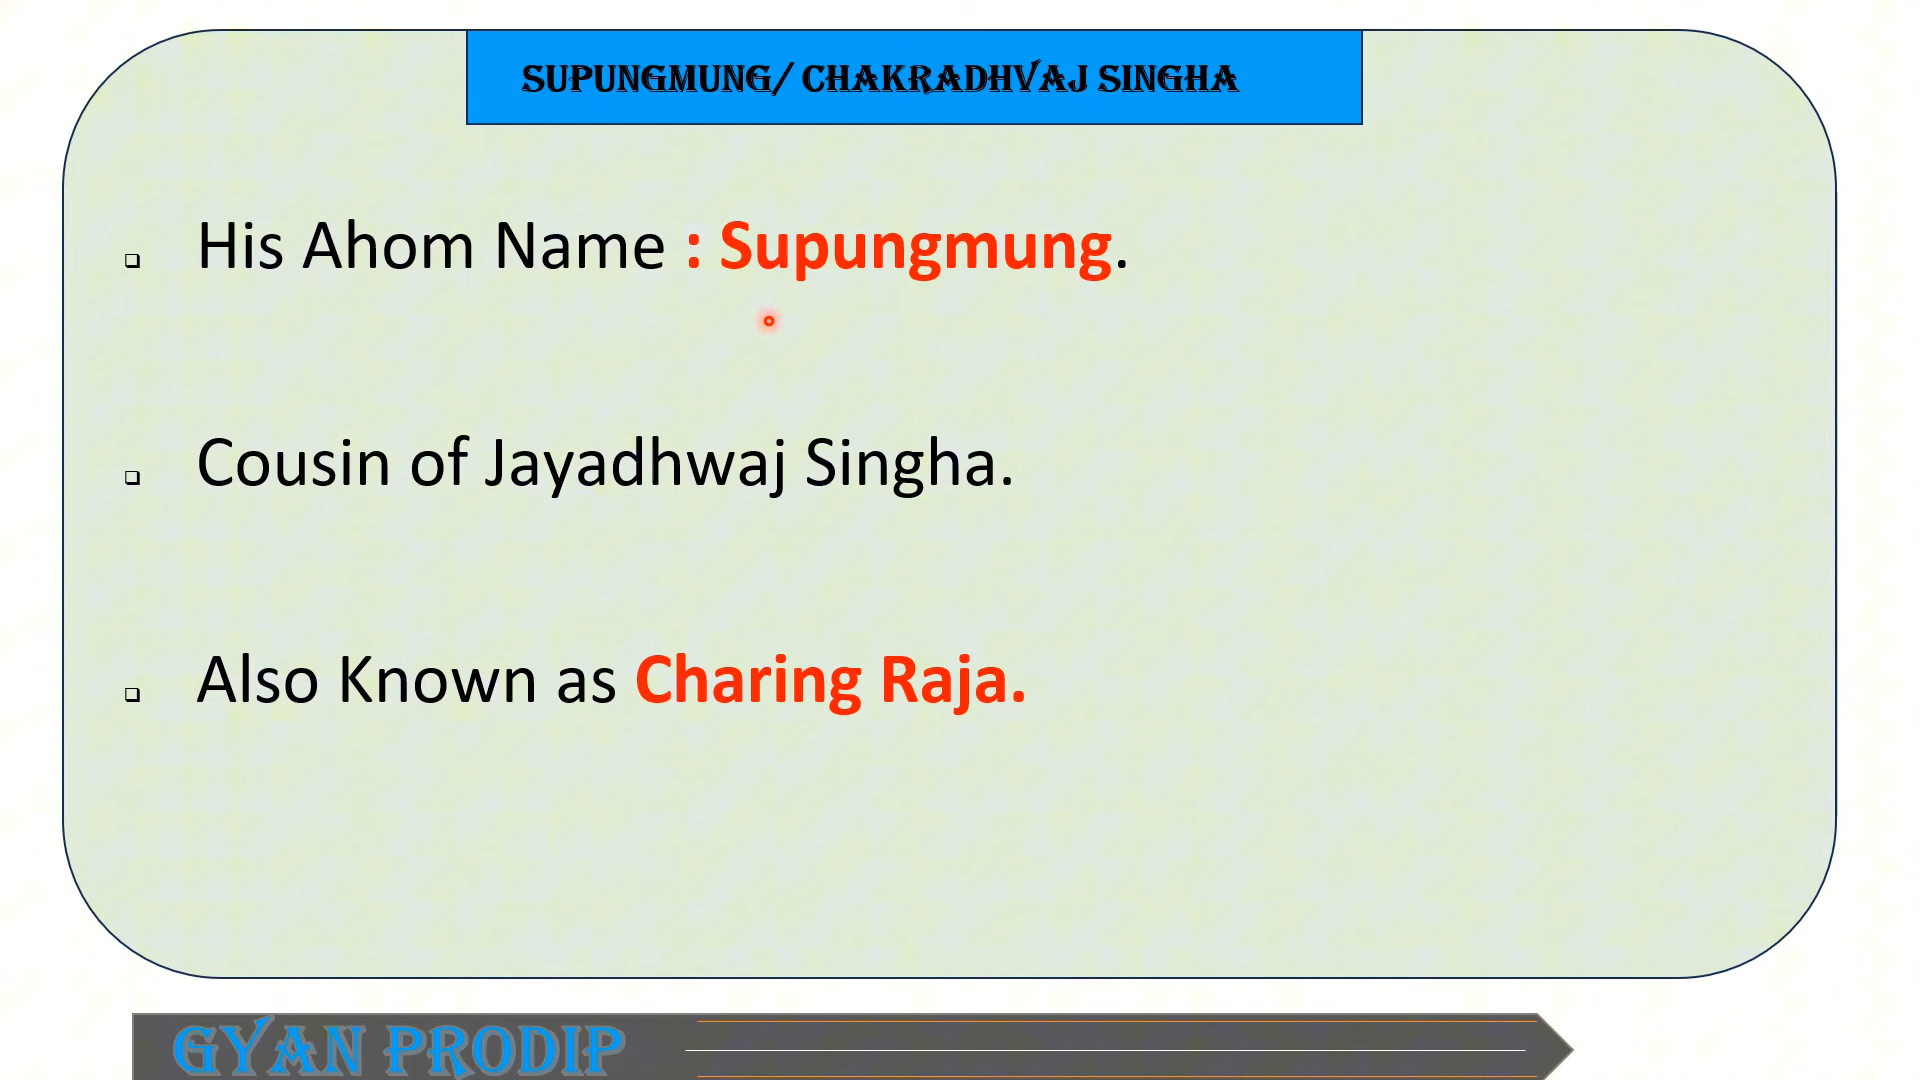 SUPUNGMUNG/ CHAKRADHVAJ SINGHA
❑ His Ahom Name : Supungmung.
❑ Cousin of Jayadhwaj Singha.
❑ Also Known as Charing Raja.
GYAN PRODIP